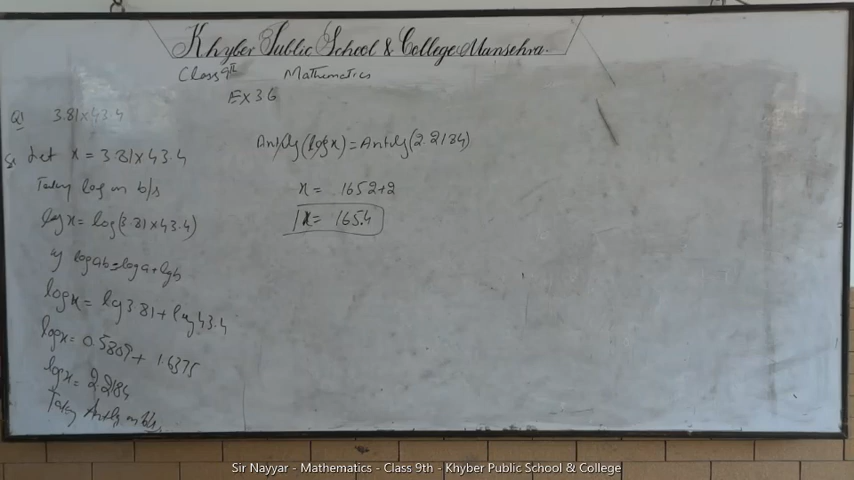 Khyber Public School & College Mansehra.
Class 9th Mathematics
Ex 3.6
Q1 3.81×43.4
Sol Let x = 3.81×43.4
Taking log on b/s
log x = log(3.81×43.4)
log ab = log a + log b
log x = log 3.81 + log 43.4
log x = 0.5809 + 1.6375
log x = 2.2184
Taking Antilog on b/s
Antilog(log x) = Antilog(2.2184)
x = 1652+2
x = 165.4
Sir Nayyar - Mathematics - Class 9th - Khyber Public School & College